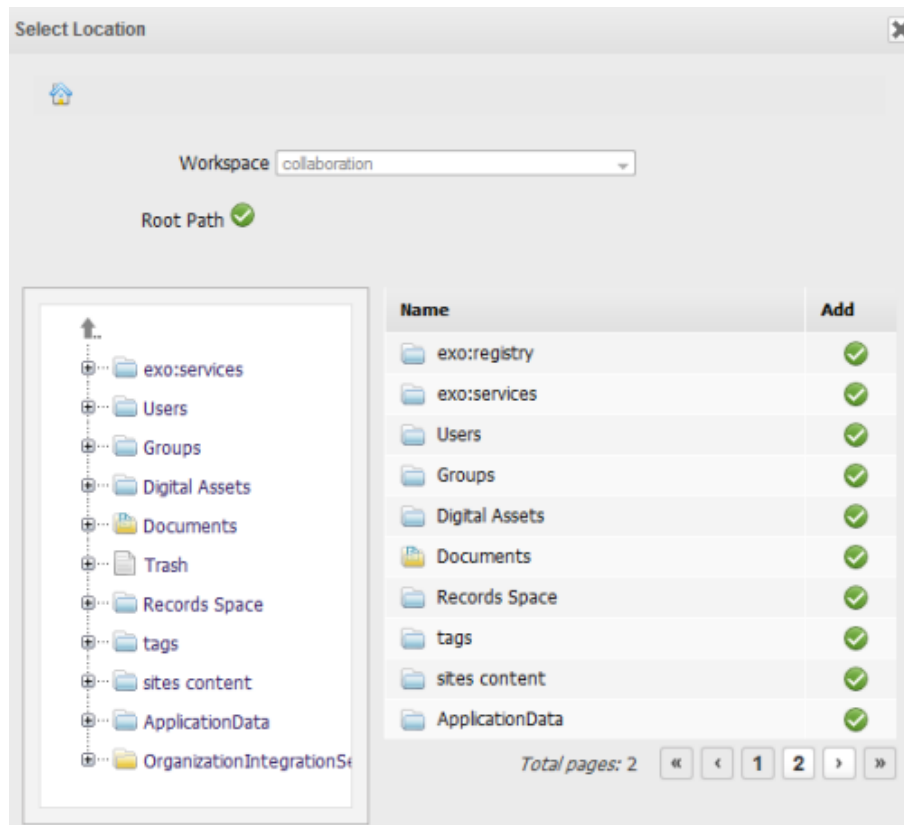 Select Location
Workspace collaboration
Root Path
exo:services
Users
Groups
Digital Assets
Documents
Trash
Records Space
tags
sites content
ApplicationData
OrganizationIntegrationSe
Name Add
exo:registry
exo:services
Users
Groups
Digital Assets
Documents
Records Space
tags
sites content
ApplicationData
Total pages: 2 « ‹ 1 2 › »